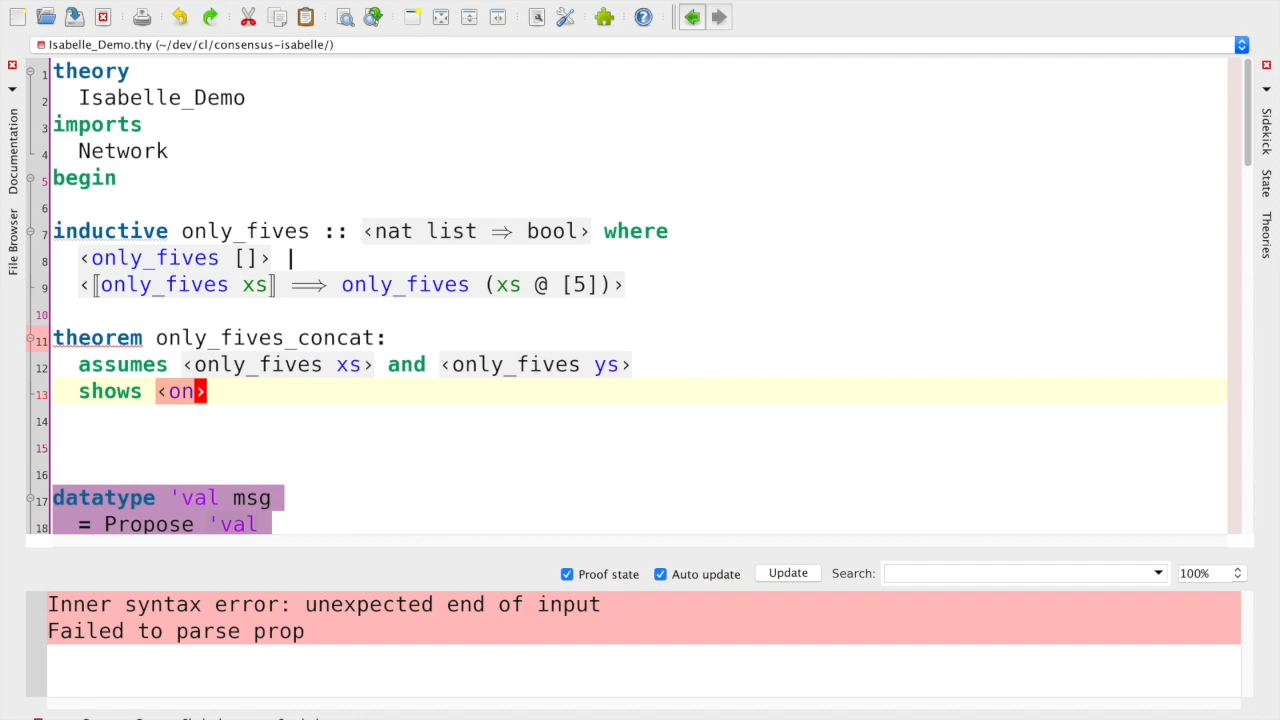 Isabelle_Demo.thy (~/dev/cl/consensus-isabelle/)
Documentation
File Browser
Sidekick
State
Theories
1 theory
2 Isabelle_Demo
3 imports
4 Network
5 begin
6
7 inductive only_fives :: ‹nat list ⇒ bool› where
8 ‹only_fives []› |
9 ‹⟦only_fives xs⟧ ⟹ only_fives (xs @ [5])›
10
11 theorem only_fives_concat:
12 assumes ‹only_fives xs› and ‹only_fives ys›
13 shows ‹on›
14
15
16
17 datatype 'val msg
18 = Propose 'val
Proof state Auto update Update Search: 100%
Inner syntax error: unexpected end of input
Failed to parse prop